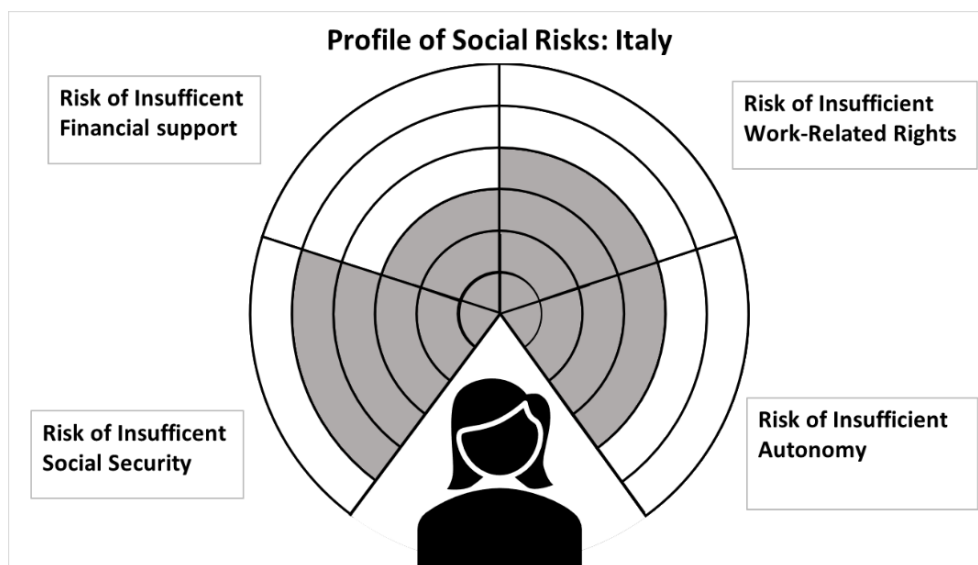 Profile of Social Risks: Italy
Risk of Insufficent
Financial support
Risk of Insufficient
Work-Related Rights
Risk of Insufficent
Social Security
Risk of Insufficient
Autonomy